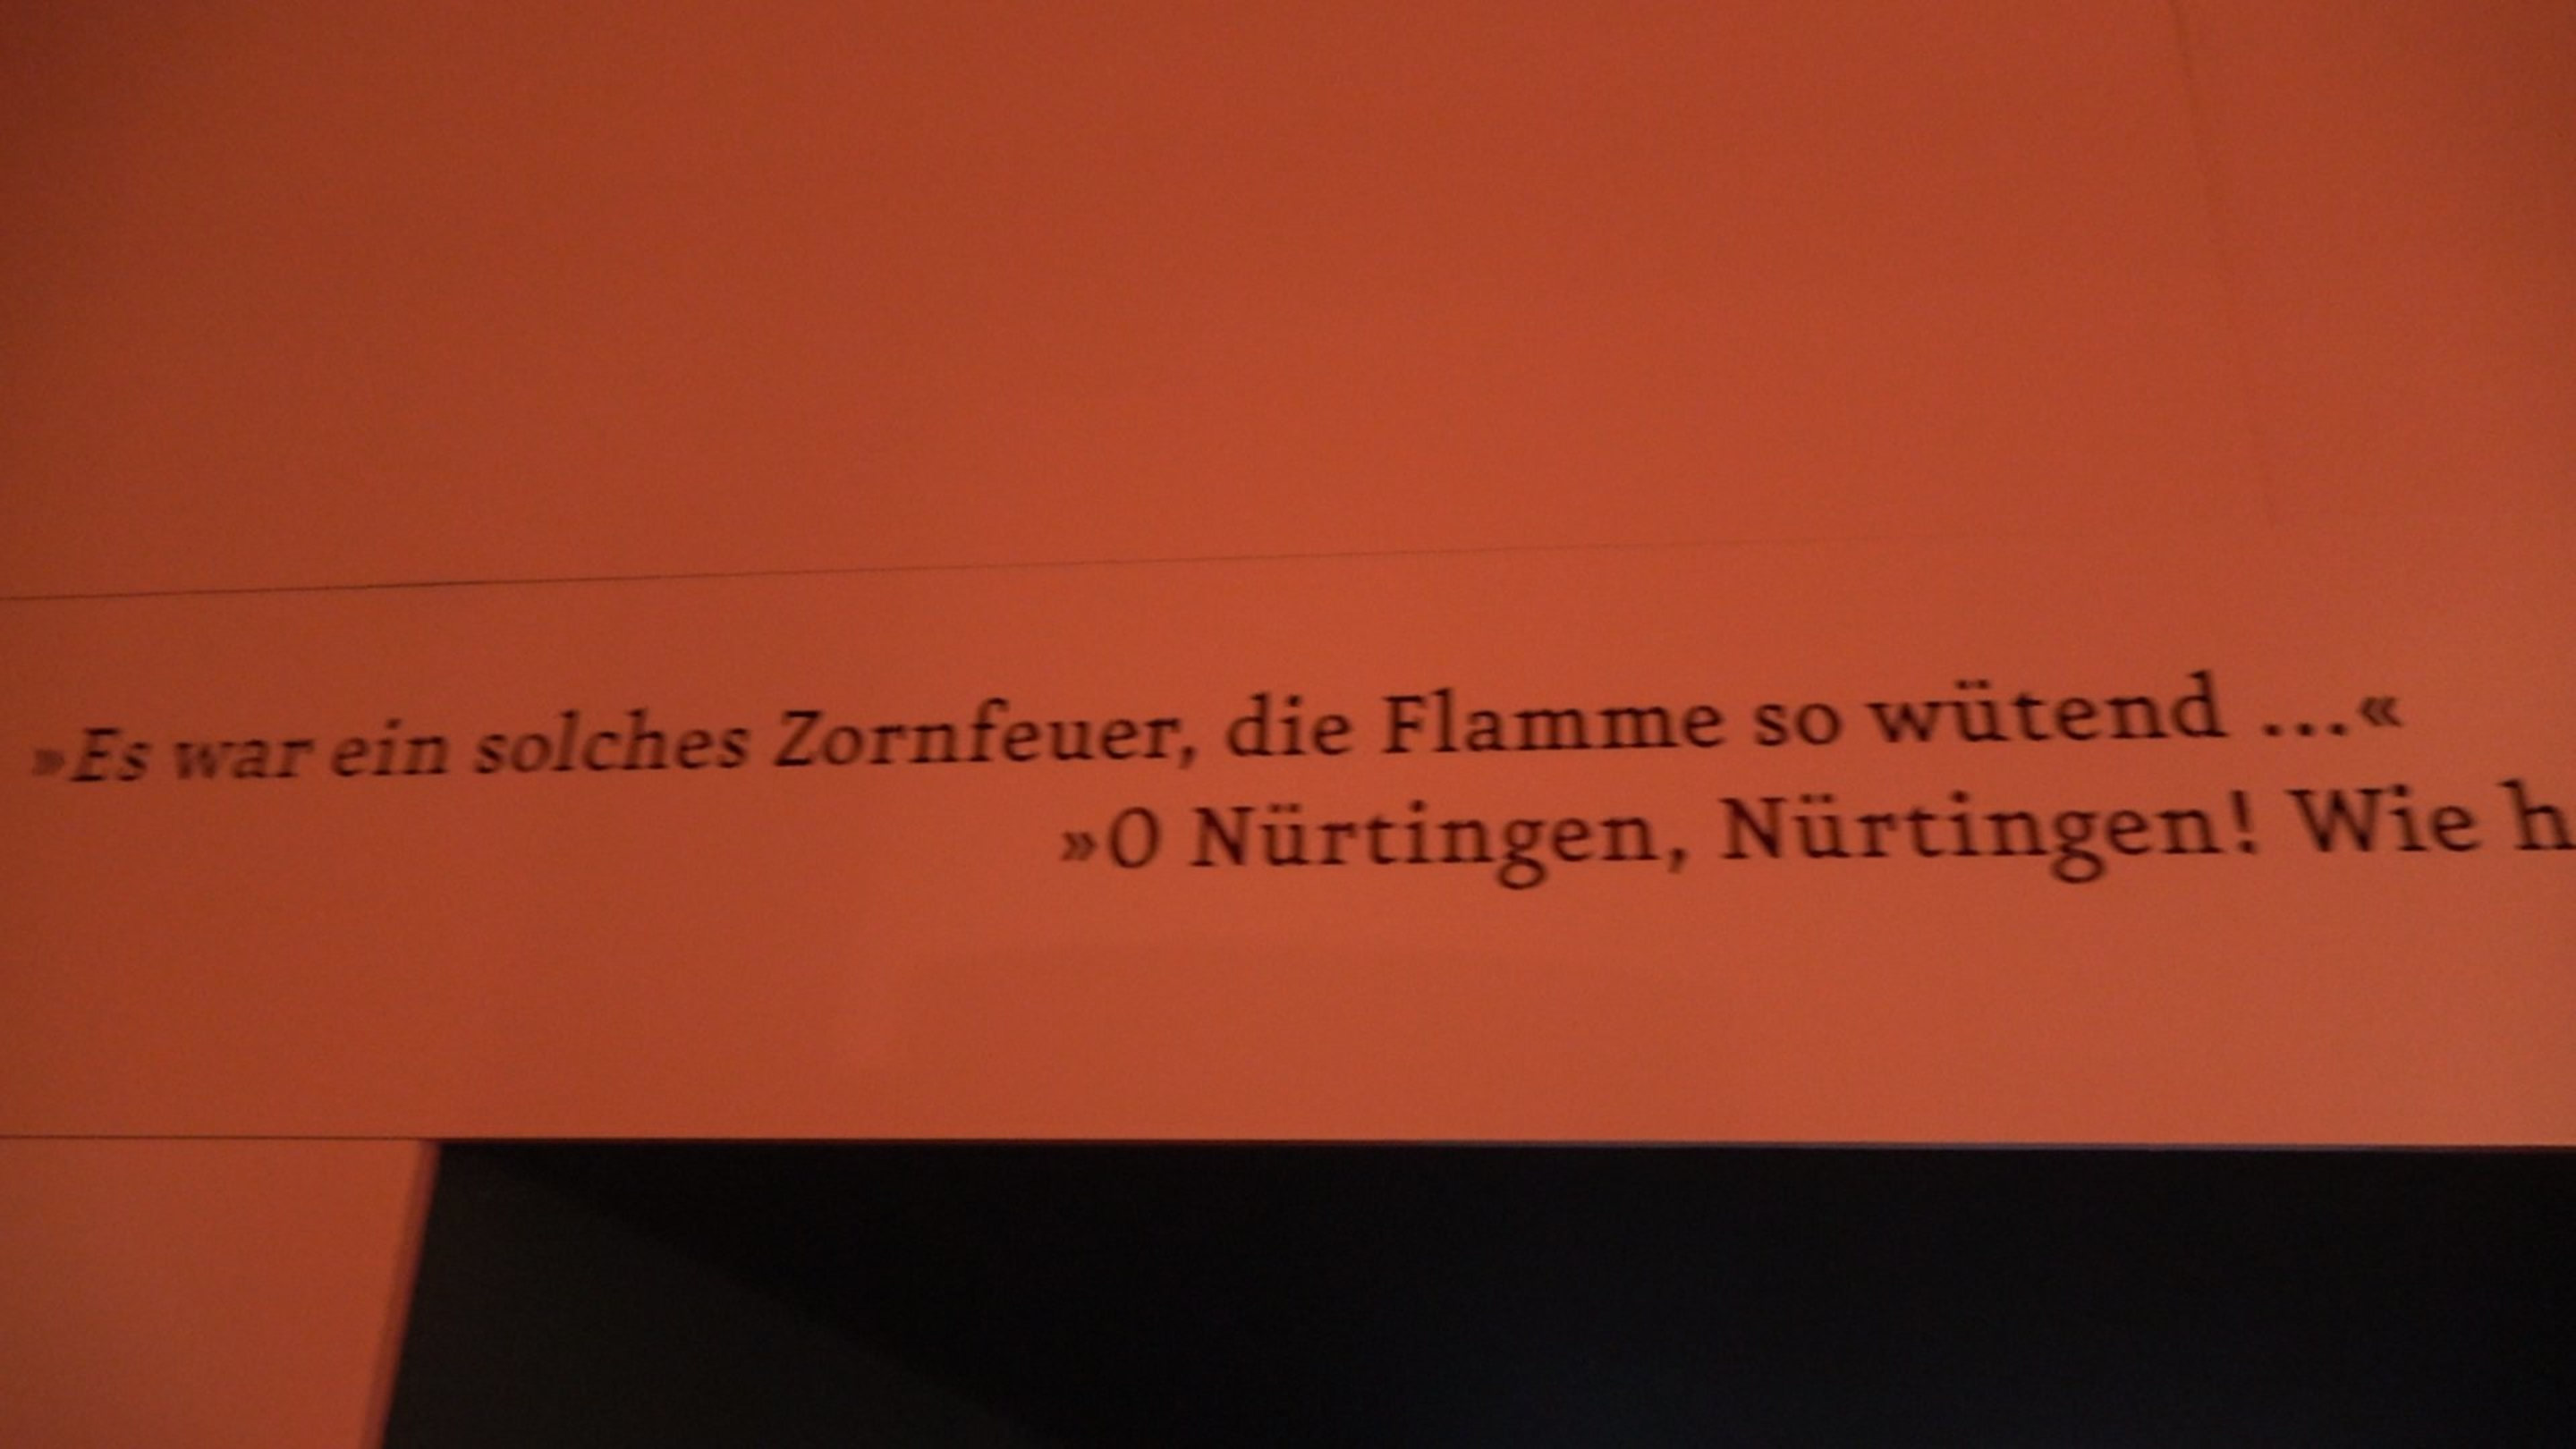 »Es war ein solches Zornfeuer, die Flamme so wütend ...«
»O Nürtingen, Nürtingen! Wie h